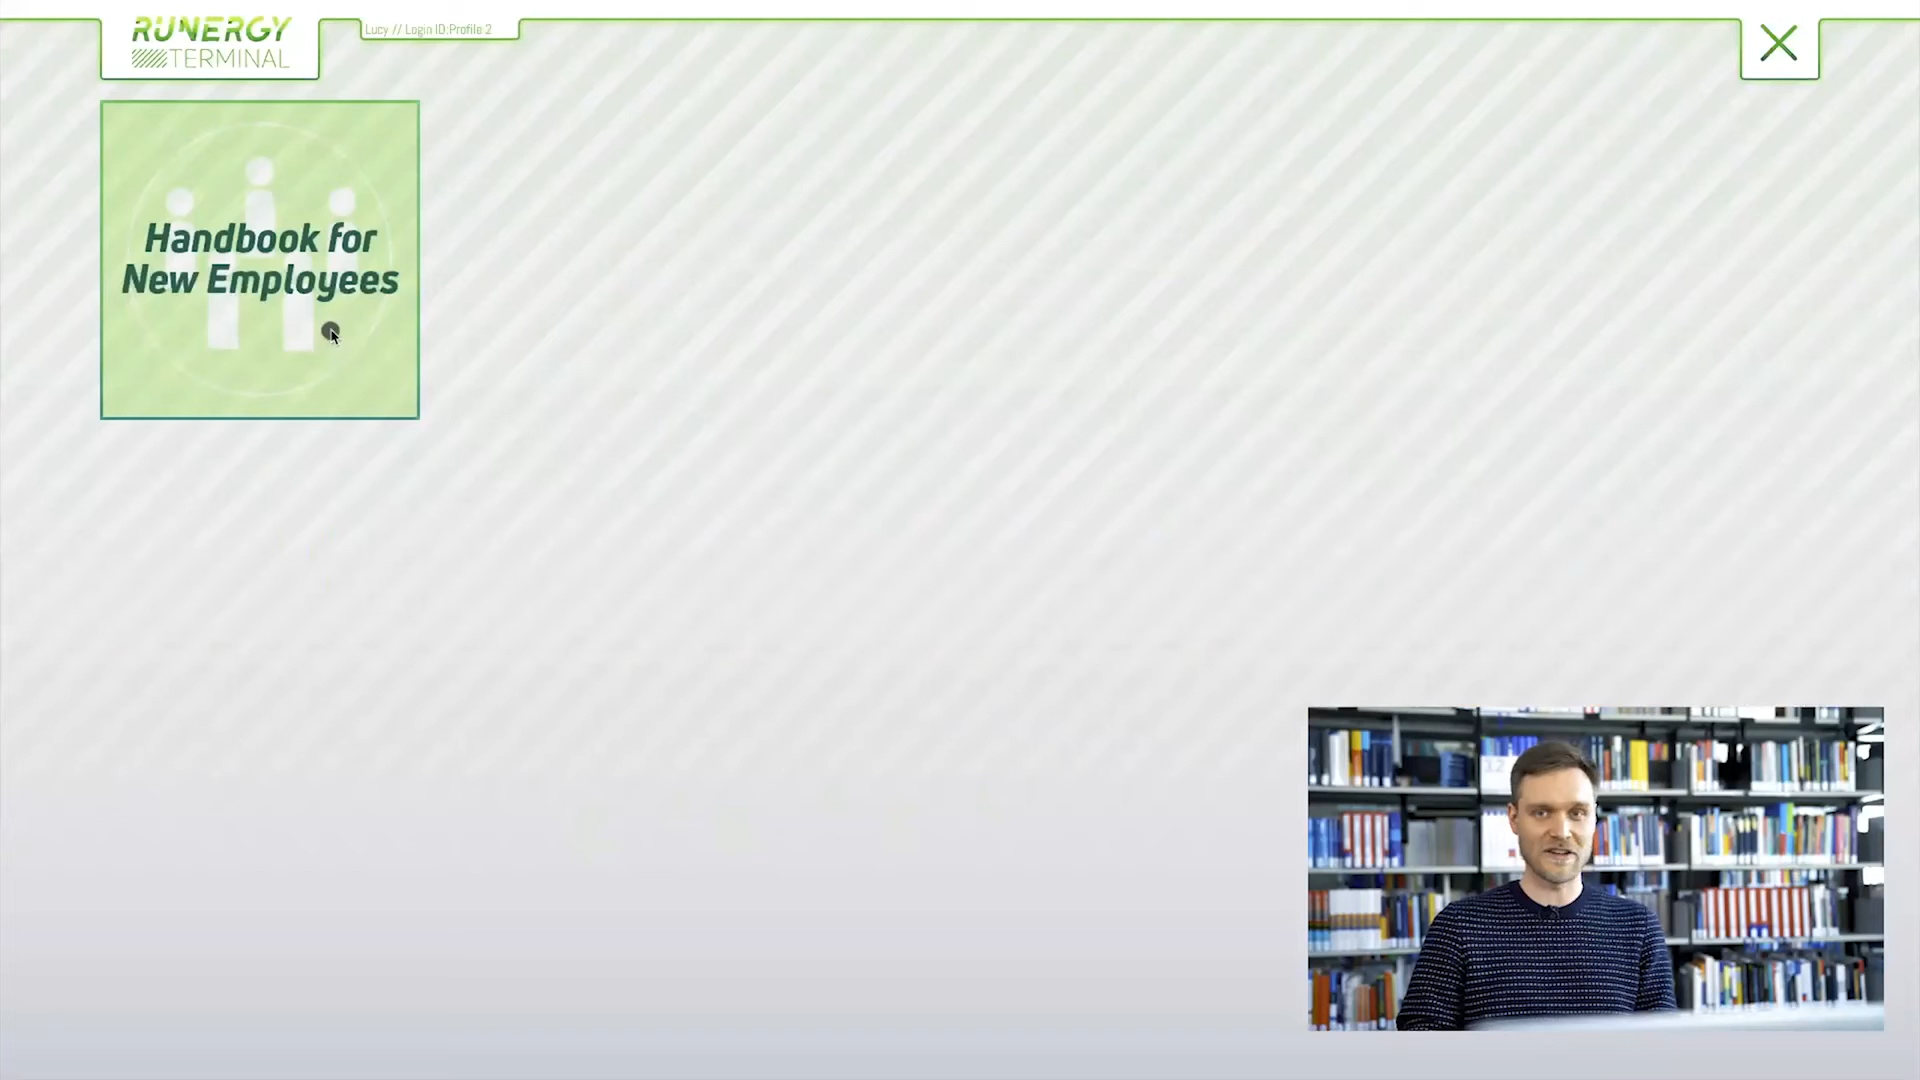 RUNERGY
TERMINAL
Lucy // Login ID:Profile 2
Handbook for
New Employees